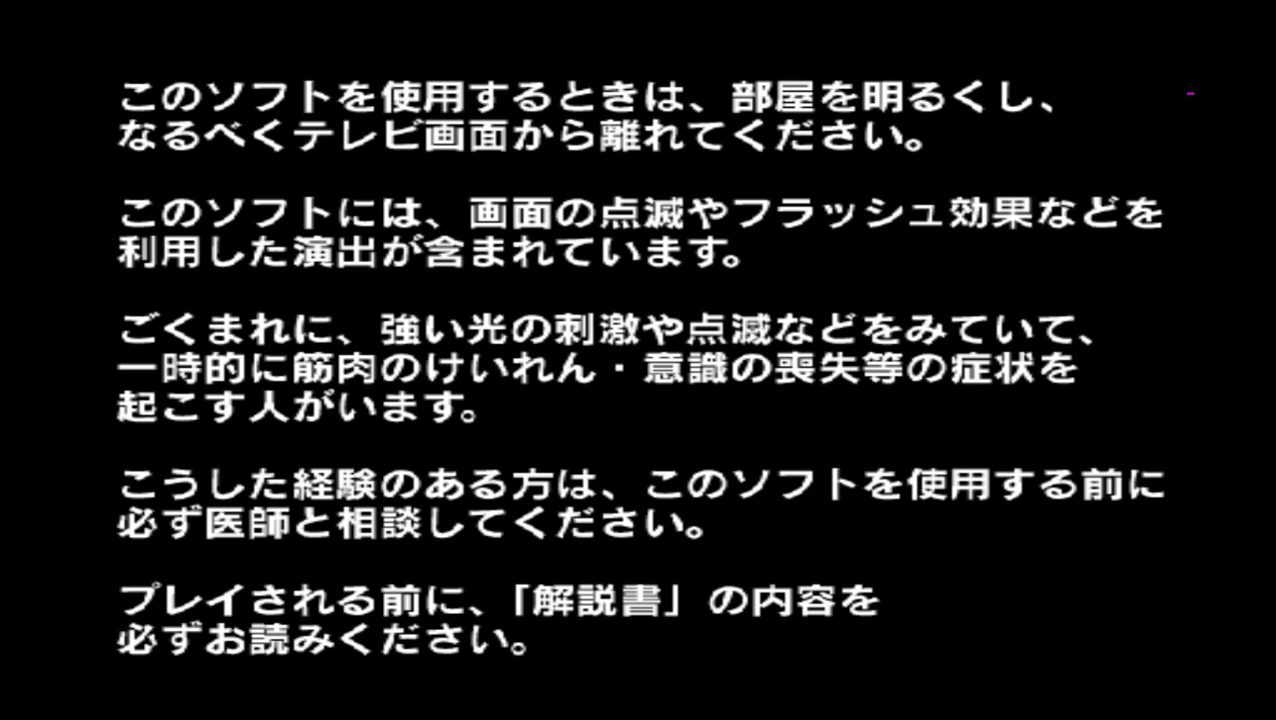 このソフトを使用するときは、部屋を明るくし、
なるべくテレビ画面から離れてください。
このソフトには、画面の点滅やフラッシュ効果などを
利用した演出が含まれています。
ごくまれに、強い光の刺激や点滅などをみていて、
一時的に筋肉のけいれん・意識の喪失等の症状を
起こす人がいます。
こうした経験のある方は、このソフトを使用する前に
必ず医師と相談してください。
プレイされる前に、「解説書」の内容を
必ずお読みください。